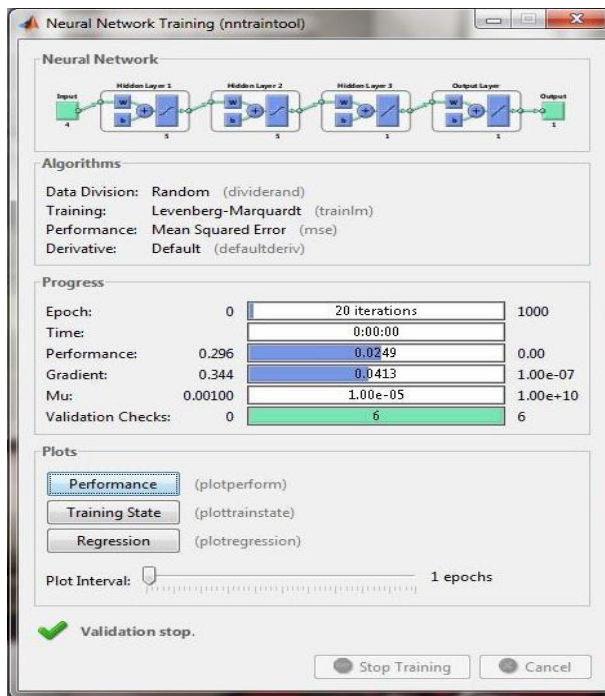 Neural Network Training (nntraintool)
Neural Network
Hidden Layer 1 Hidden Layer 2 Hidden Layer 3 Output Layer
Input Output
W W W W
b b b b
4 5 5 1 1 1
Algorithms
Data Division: Random (dividerand)
Training: Levenberg-Marquardt (trainlm)
Performance: Mean Squared Error (mse)
Derivative: Default (defaultderiv)
Progress
Epoch: 0 20 iterations 1000
Time: 0:00:00
Performance: 0.296 0.0249 0.00
Gradient: 0.344 0.0413 1.00e-07
Mu: 0.00100 1.00e-05 1.00e+10
Validation Checks: 0 6 6
Plots
Performance (plotperform)
Training State (plottrainstate)
Regression (plotregression)
Plot Interval: 1 epochs
Validation stop.
Stop Training Cancel